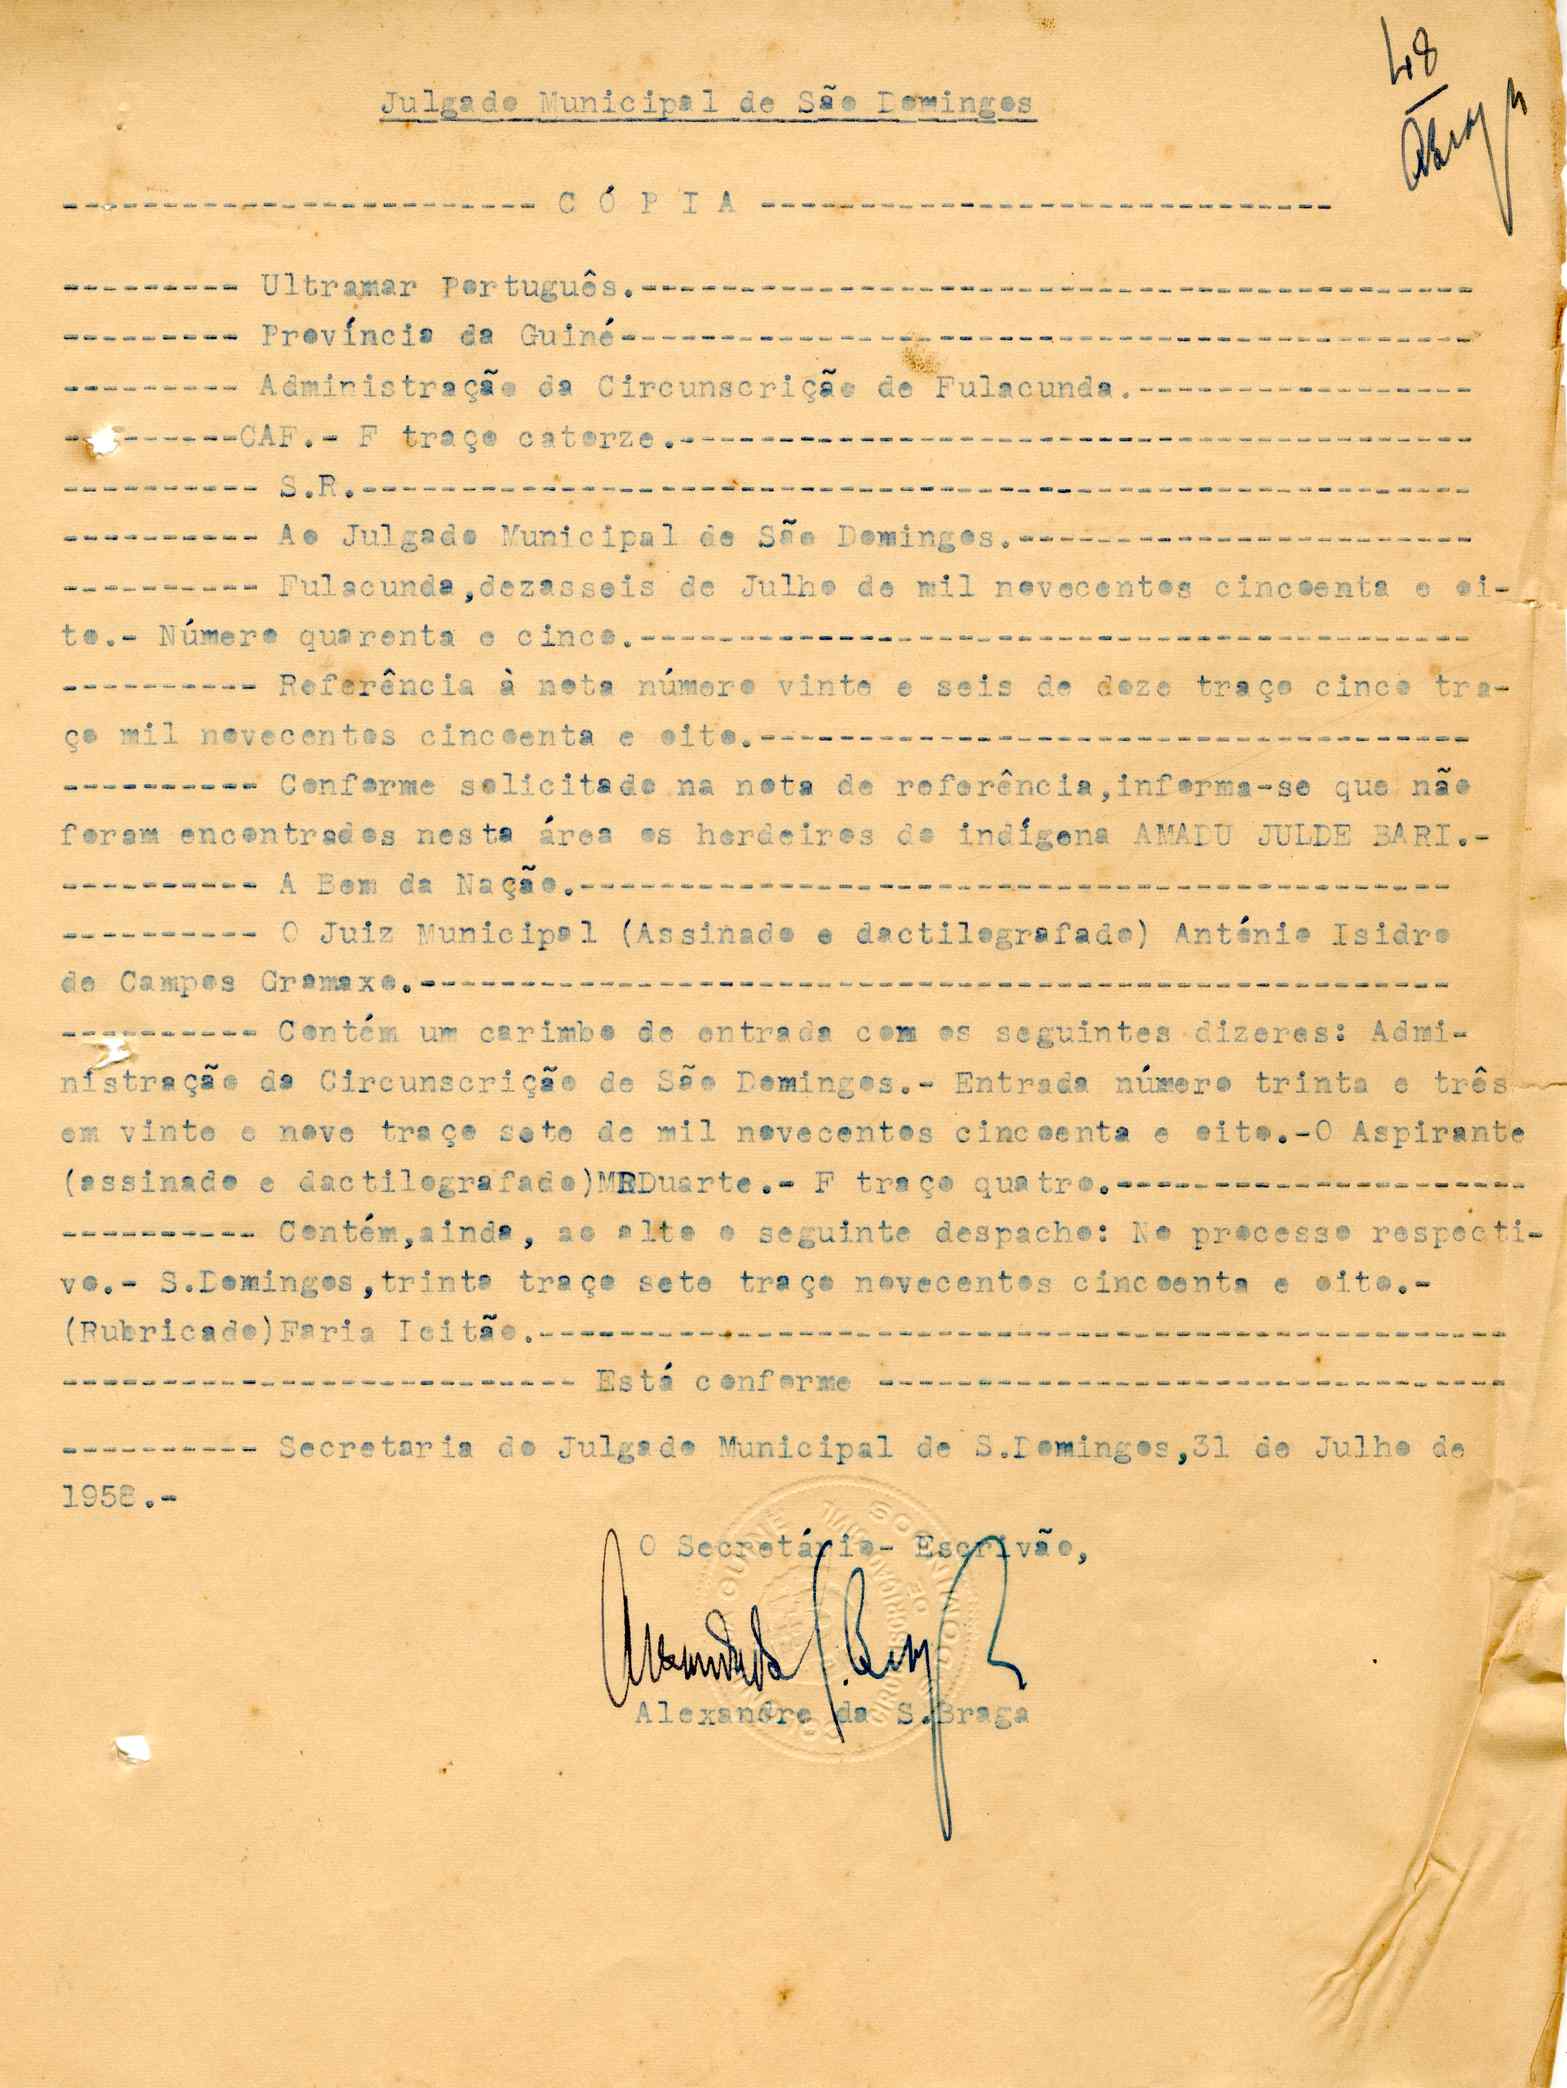 48
ABraga
Julgado Municipal de São Domingos
------------------------ C Ó P I A -----------------------------
--------- Ultramar Português.------------------------------------------
--------- Província da Guiné-------------------------------------------
--------- Administração da Circunscrição de Fulacunda.-----------------
---------CAF.- F traço catorze.----------------------------------------
---------- S.R.--------------------------------------------------------
---------- Ao Julgado Municipal de São Domingos.-----------------------
---------- Fulacunda,dezasseis de Julho de mil novecentos cincoenta e oi-
to.- Número quarenta e cinco.------------------------------------------
---------- Referência à nota número vinte e seis de doze traço cinco tra-
ço mil novecentos cincoenta e oito.------------------------------------
---------- Conforme solicitado na nota de referência,informa-se que não
foram encontrados nesta área os herdeiros do indígena AMADU JULDE BARI.-
---------- A Bem da Nação.--------------------------------------------
---------- O Juiz Municipal (Assinado e dactilografado) António Isidro
de Campos Gramaxo.----------------------------------------------------
---------- Contém um carimbo de entrada com os seguintes dizeres: Admi-
nistração da Circunscrição de São Domingos.- Entrada número trinta e três
em vinte e nove traço sete de mil novecentos cincoenta e oito.-O Aspirante
(assinado e dactilografado)MRDuarte.- F traço quatro.---------------------
---------- Contém,ainda, ao alto o seguinte despacho: No processo respecti-
vo.- S.Domingos,trinta traço sete traço novecentos cincoenta e oito.-
(Rubricado)Faria Leitão.-------------------------------------------------
-------------------------- Está conforme --------------------------------
---------- Secretaria do Julgado Municipal de S.Domingos,31 de Julho de
1958.-
O Secretário- Escrivão,
Alexandre da S.Braga